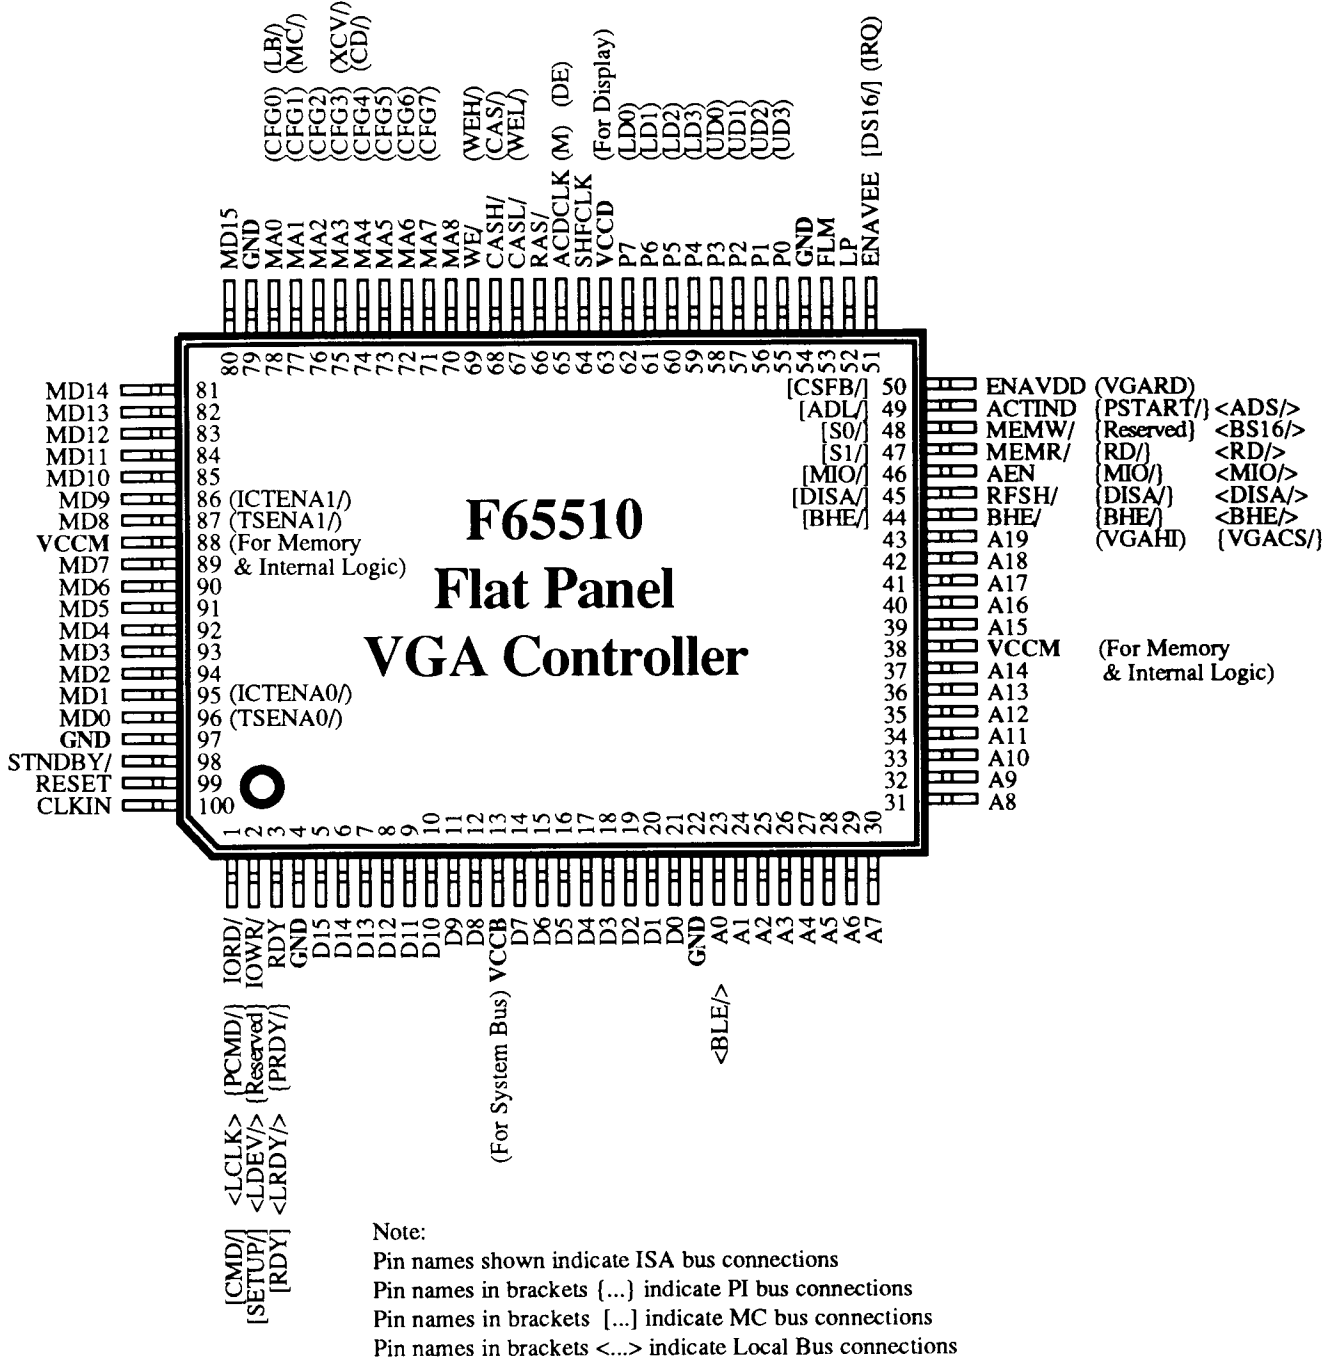 (LB/)
(MC/)
(XCV/)
(CD/)
(CFG0)
(CFG1)
(CFG2)
(CFG3)
(CFG4)
(CFG5)
(CFG6)
(CFG7)
(WEH/)
(CAS/)
(WEL/)
(M) (DE)
(For Display)
(LD0)
(LD1)
(LD2)
(LD3)
(UD0)
(UD1)
(UD2)
(UD3)
[DS16/] (IRQ)
MD15
GND
MA0
MA1
MA2
MA3
MA4
MA5
MA6
MA7
MA8
WE/
CASH/
CASL/
RAS/
ACDCLK
SHFCLK
VCCD
P7
P6
P5
P4
P3
P2
P1
P0
GND
FLM
LP
ENAVEE
80 79 78 77 76 75 74 73 72 71 70 69 68 67 66 65 64 63 62 61 60 59 58 57 56 55 54 53 52 51
MD14 81
MD13 82
MD12 83
MD11 84
MD10 85
MD9 86 (ICTENA1/)
MD8 87 (TSENA1/)
VCCM 88 (For Memory
& Internal Logic)
MD7 89
MD6 90
MD5 91
MD4 92
MD3 93
MD2 94
MD1 95 (ICTENA0/)
MD0 96 (TSENA0/)
GND 97
STNDBY/ 98
RESET 99
CLKIN 100
F65510
Flat Panel
VGA Controller
[CSFB/] 50 ENAVDD (VGARD)
[ADL/] 49 ACTIND {PSTART/} <ADS/>
[S0/] 48 MEMW/ {Reserved} <BS16/>
[S1/] 47 MEMR/ {RD/} <RD/>
[MIO/] 46 AEN {MIO/} <MIO/>
[DISA/] 45 RFSH/ {DISA/} <DISA/>
[BHE/] 44 BHE/ {BHE/} <BHE/>
43 A19 (VGAHI) {VGACS/}
42 A18
41 A17
40 A16
39 A15
38 VCCM (For Memory
& Internal Logic)
37 A14
36 A13
35 A12
34 A11
33 A10
32 A9
31 A8
1 2 3 4 5 6 7 8 9 10 11 12 13 14 15 16 17 18 19 20 21 22 23 24 25 26 27 28 29 30
[CMD/] <LCLK> {PCMD/} IORD/
[SETUP/] <LDEV/> {Reserved} IOWR/
[RDY] <LRDY/> {PRDY/} RDY
GND
D15
D14
D13
D12
D11
D10
D9
D8
(For System Bus) VCCB
D7
D6
D5
D4
D3
D2
D1
D0
GND
<BLE/> A0
A1
A2
A3
A4
A5
A6
A7
Note:
Pin names shown indicate ISA bus connections
Pin names in brackets {...} indicate PI bus connections
Pin names in brackets [...] indicate MC bus connections
Pin names in brackets <...> indicate Local Bus connections